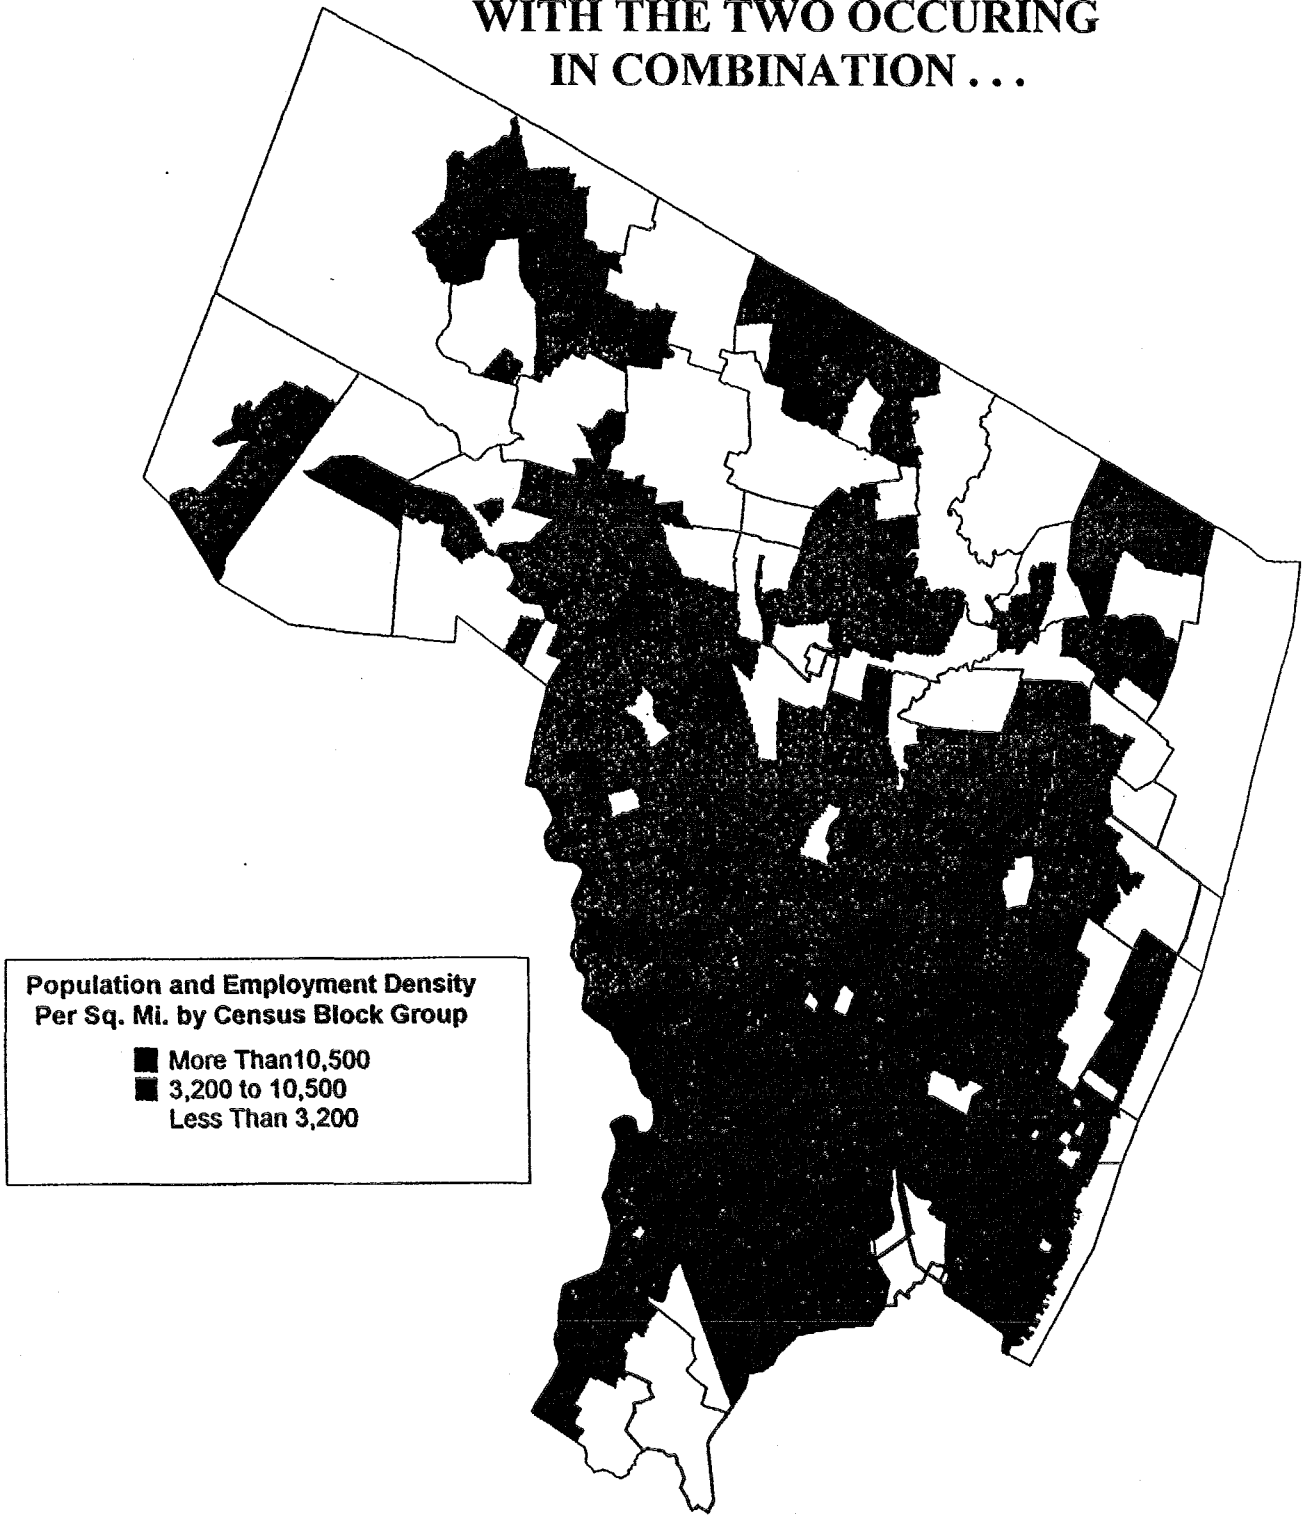 WITH THE TWO OCCURING
IN COMBINATION . . .
Population and Employment Density
Per Sq. Mi. by Census Block Group
More Than10,500
3,200 to 10,500
Less Than 3,200